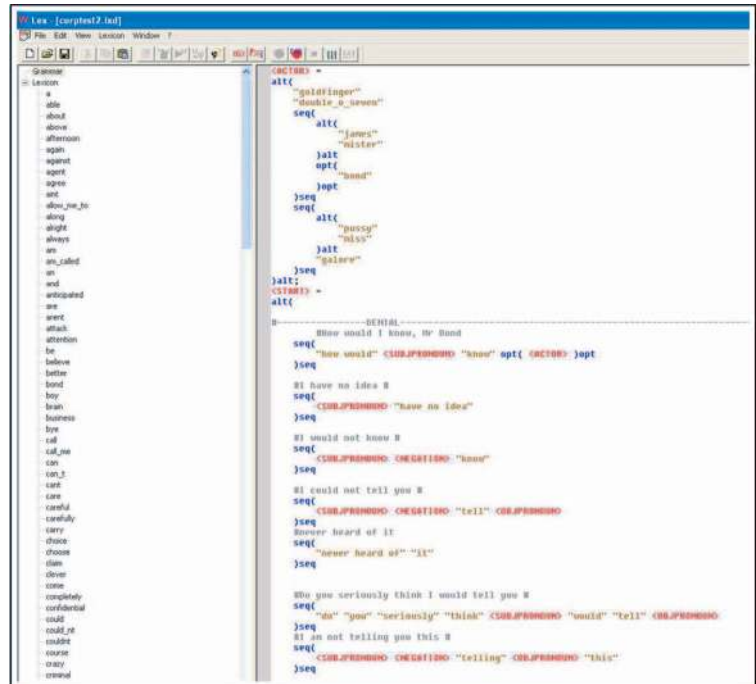 Lex - [corptest2.lxd]
File Edit View Lexicon Window ?
Grammar
Lexicon
a
able
about
above
afternoon
again
against
agent
agree
aint
allow_me_to
along
alright
always
am
am_called
an
and
anticipated
are
arent
attack
attention
be
believe
better
bond
boy
brain
business
bye
call
call_me
can
can_t
cant
care
careful
carefully
carry
choice
choose
claim
clever
come
completely
confidential
could
could_nt
couldnt
course
crazy
criminal
<ACTOR> =
alt(
"goldfinger"
"double_o_seven"
seq(
alt(
"james"
"mister"
)alt
opt(
"bond"
)opt
)seq
seq(
alt(
"pussy"
"miss"
)alt
"galore"
)seq
)alt;
<START> =
alt(
#--------------------DENIAL--------------------
#How would I know, Mr Bond
seq(
"how would" <SUBJPRONOUN> "know" opt( <ACTOR> )opt
)seq
#I have no idea #
seq(
<SUBJPRONOUN> "have no idea"
)seq
#I would not know #
seq(
<SUBJPRONOUN> <NEGATION> "know"
)seq
#I could not tell you #
seq(
<SUBJPRONOUN> <NEGATION> "tell" <OBJPRONOUN>
)seq
#never heard of it
seq(
"never heard of" "it"
)seq
#Do you seriously think I would tell you #
seq(
"do" "you" "seriously" "think" <SUBJPRONOUN> "would" "tell" <OBJPRONOUN>
)seq
#I am not telling you this #
seq(
<SUBJPRONOUN> <NEGATION> "telling" <OBJPRONOUN> "this"
)seq